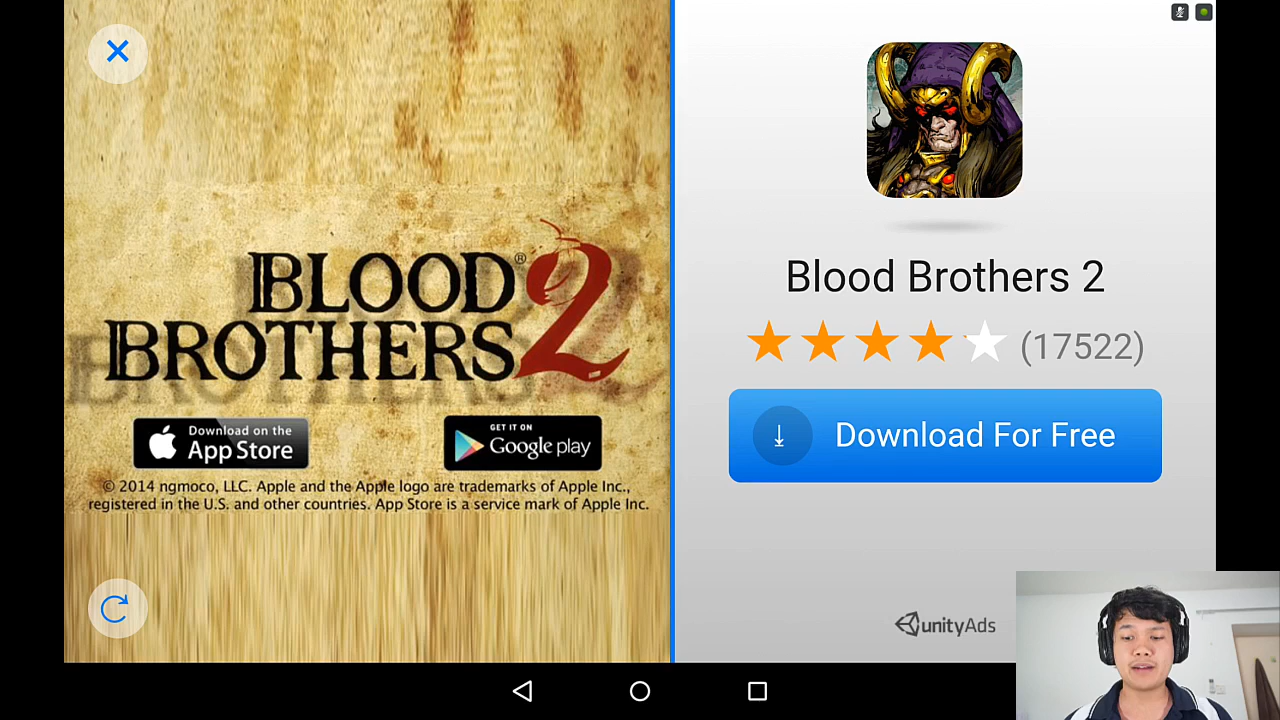 BLOOD®
BROTHERS 2
Download on the
App Store
GET IT ON
Google play
© 2014 ngmoco, LLC. Apple and the Apple logo are trademarks of Apple Inc.,
registered in the U.S. and other countries. App Store is a service mark of Apple Inc.
Blood Brothers 2
(17522)
Download For Free
unityAds